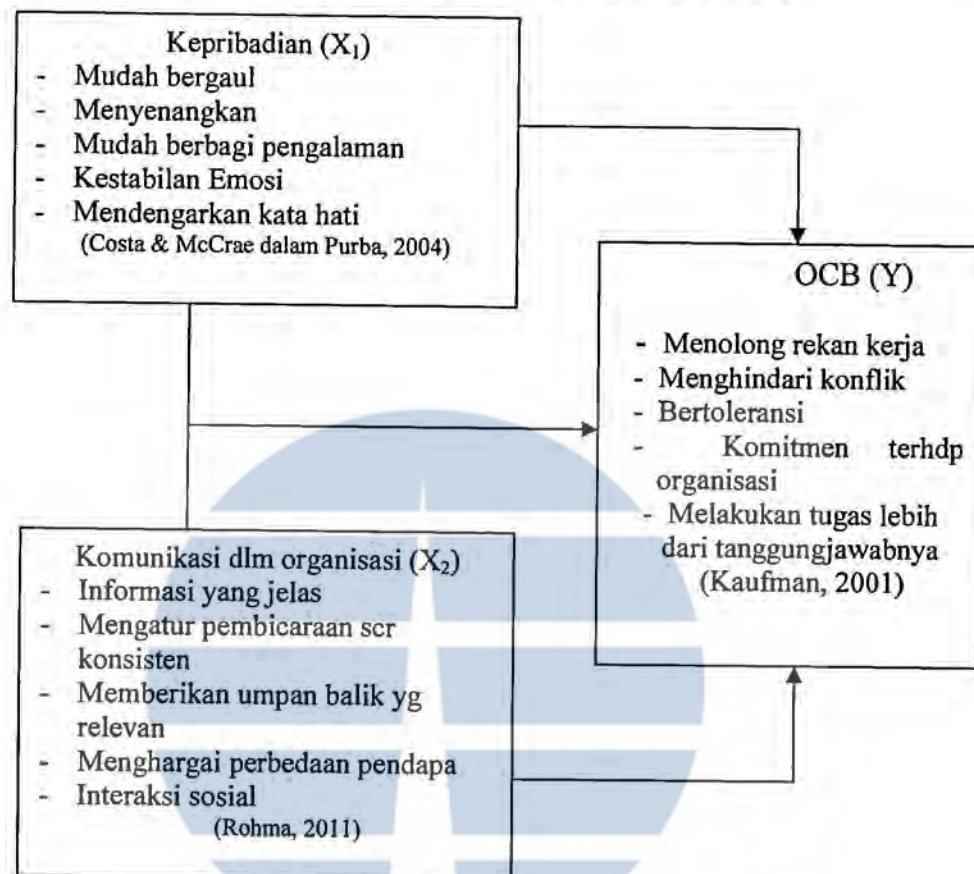 Kepribadian (X₁)
- Mudah bergaul
- Menyenangkan
- Mudah berbagi pengalaman
- Kestabilan Emosi
- Mendengarkan kata hati
(Costa & McCrae dalam Purba, 2004)
OCB (Y)
- Menolong rekan kerja
- Menghindari konflik
- Bertoleransi
- Komitmen terhdp
organisasi
- Melakukan tugas lebih
dari tanggungjawabnya
(Kaufman, 2001)
Komunikasi dlm organisasi (X₂)
- Informasi yang jelas
- Mengatur pembicaraan scr
konsisten
- Memberikan umpan balik yg
relevan
- Menghargai perbedaan pendapa
- Interaksi sosial
(Rohma, 2011)